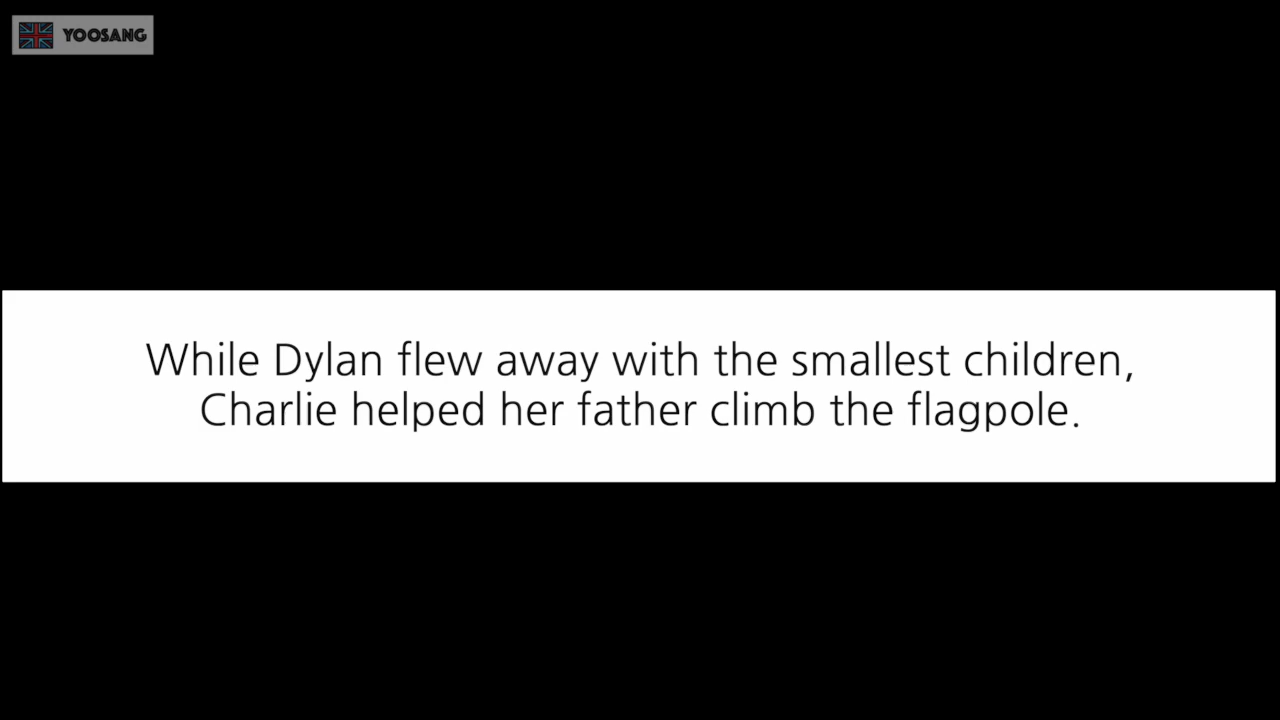 YOOSANG
While Dylan flew away with the smallest children,
Charlie helped her father climb the flagpole.